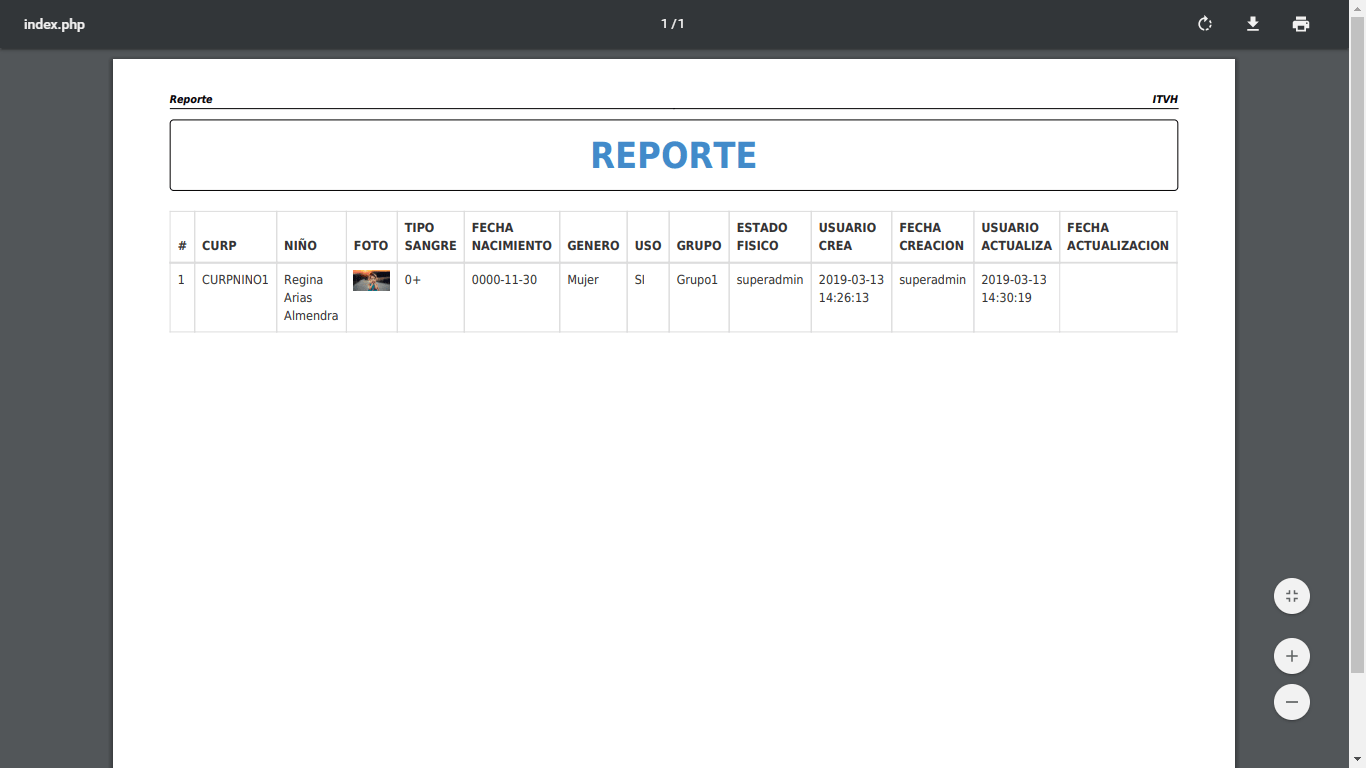 index.php
1 / 1
Reporte ITVH
REPORTE
# CURP NIÑO FOTO TIPO SANGRE FECHA NACIMIENTO GENERO USO GRUPO ESTADO FISICO USUARIO CREA FECHA CREACION USUARIO ACTUALIZA FECHA ACTUALIZACION
1 CURPNINO1 Regina Arias Almendra 0+ 0000-11-30 Mujer SI Grupo1 superadmin 2019-03-13 14:26:13 superadmin 2019-03-13 14:30:19